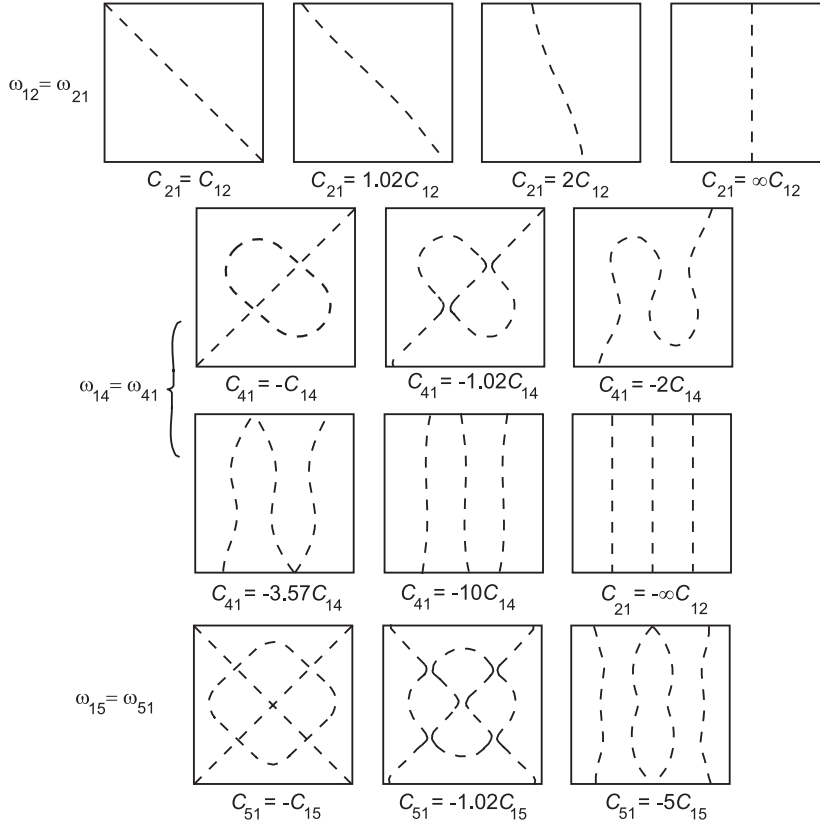 ω₁₂= ω₂₁
C₂₁= C₁₂ C₂₁= 1.02C₁₂ C₂₁= 2C₁₂ C₂₁= ∞C₁₂
C₄₁= -C₁₄ C₄₁= -1.02C₁₄ C₄₁= -2C₁₄
ω₁₄= ω₄₁
C₄₁= -3.57C₁₄ C₄₁= -10C₁₄ C₂₁= -∞C₁₂
ω₁₅= ω₅₁
C₅₁= -C₁₅ C₅₁= -1.02C₁₅ C₅₁= -5C₁₅